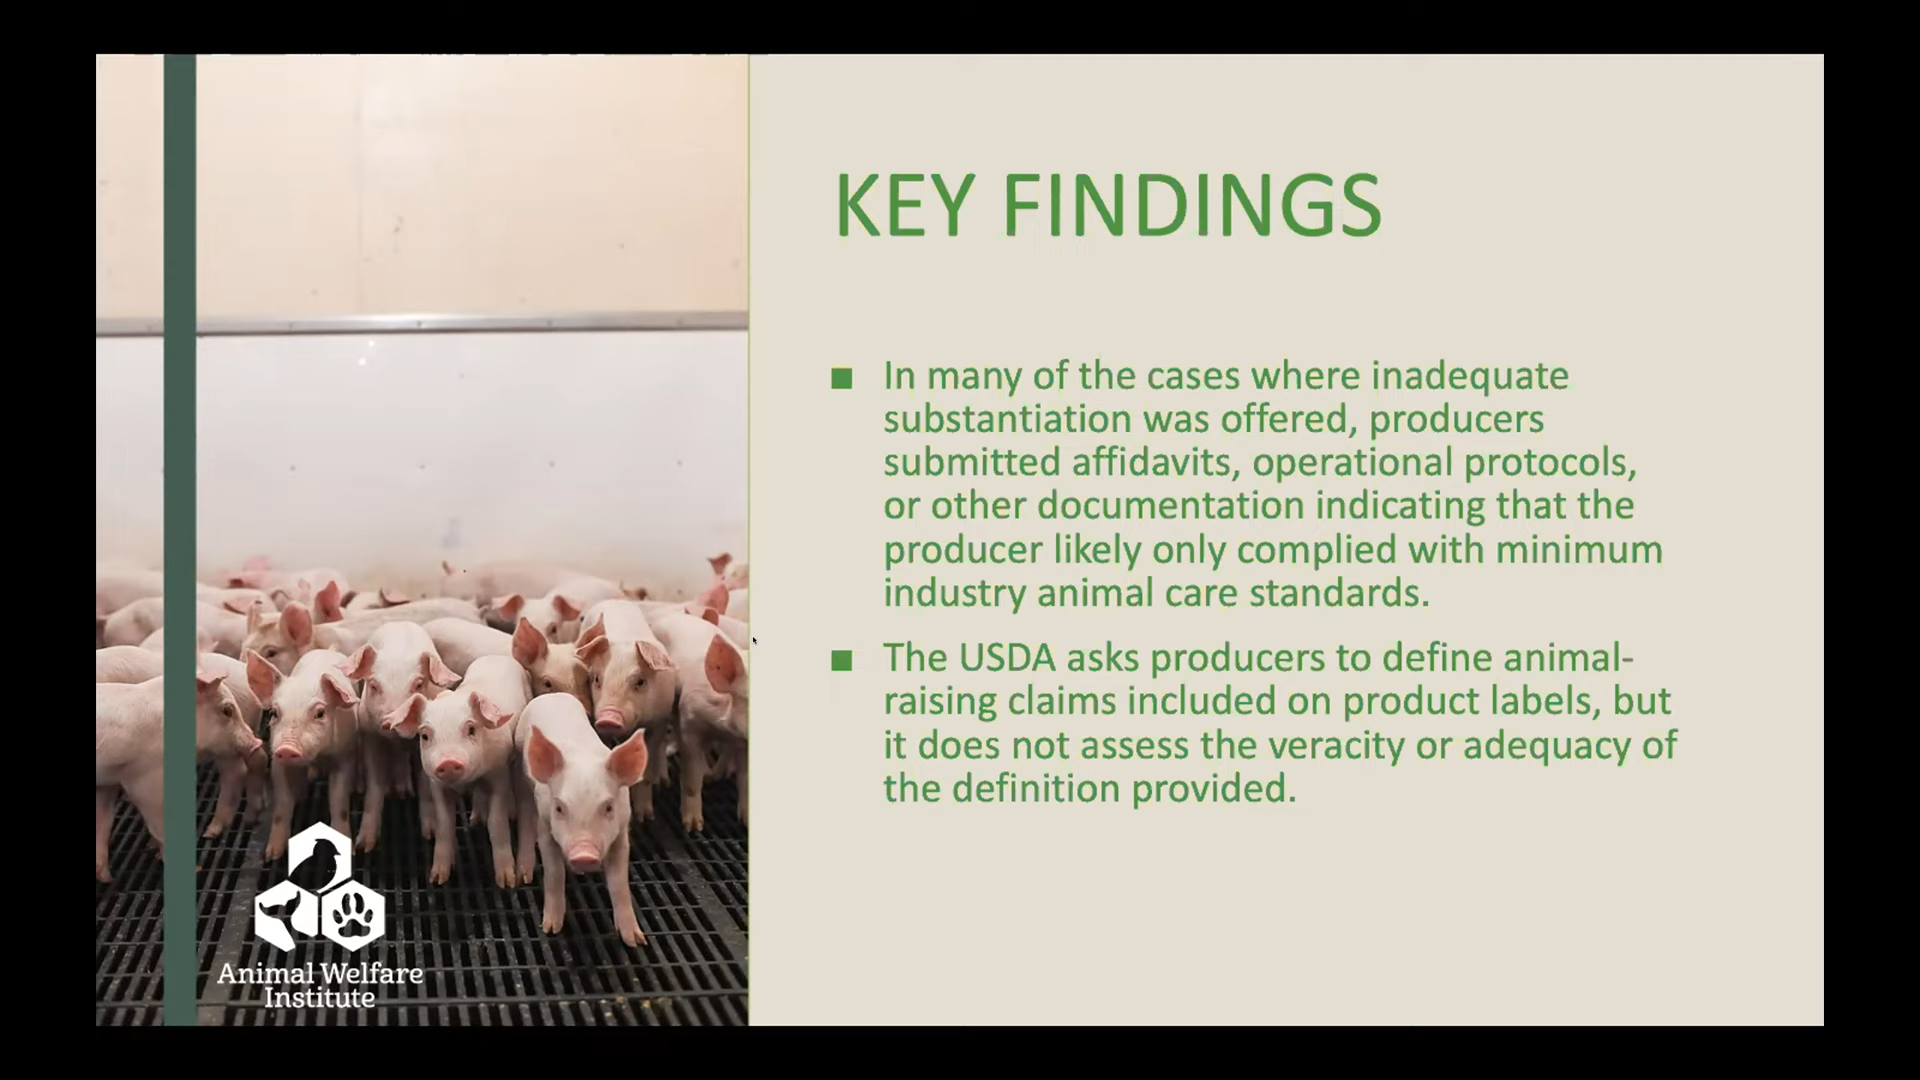 KEY FINDINGS
■ In many of the cases where inadequate
substantiation was offered, producers
submitted affidavits, operational protocols,
or other documentation indicating that the
producer likely only complied with minimum
industry animal care standards.
■ The USDA asks producers to define animal-
raising claims included on product labels, but
it does not assess the veracity or adequacy of
the definition provided.
Animal Welfare
Institute